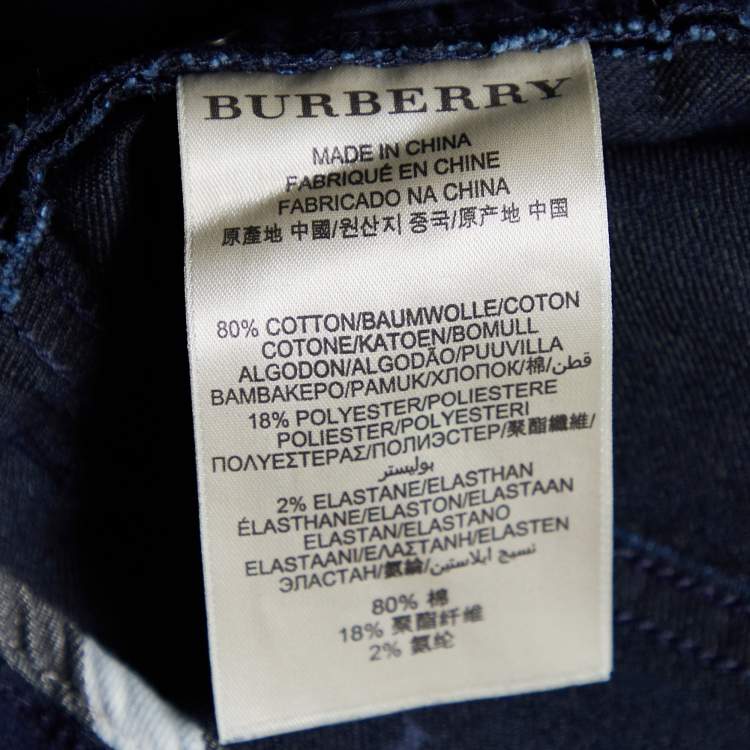 BURBERRY
MADE IN CHINA
FABRIQUÉ EN CHINE
FABRICADO NA CHINA
原產地 中國/원산지 중국/原产地 中国
80% COTTON/BAUMWOLLE/COTON
COTONE/KATOEN/BOMULL
ALGODON/ALGODÃO/PUUVILLA
ΒΑΜΒΑΚΕΡΟ/PAMUK/ХЛОПОК/棉/قطن/
18% POLYESTER/POLIESTERE
POLIESTER/POLYESTERI
ΠΟΛΥΕΣΤΕΡΑΣ/ПОЛИЭСТЕР/聚酯纖維/
بوليستر
2% ELASTANE/ELASTHAN
ÉLASTHANE/ELASTON/ELASTAAN
ELASTAN/ELASTANO
ELASTAANI/ΕΛΑΣΤΑΝΗ/ELASTEN
ЭЛАСТАН/氨綸/نسيج ايلاستين/
80% 棉
18% 聚酯纤维
2% 氨纶